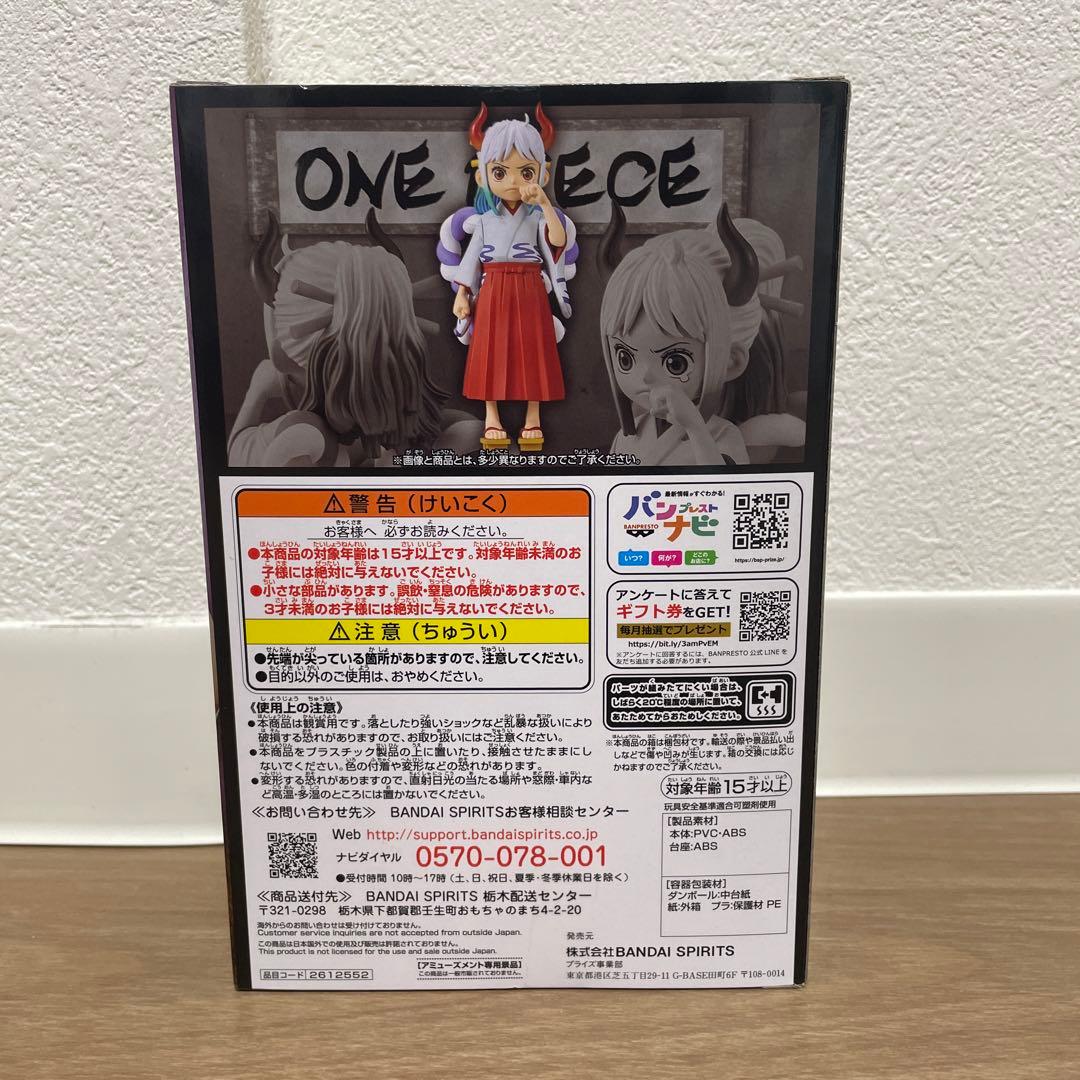 ONE PIECE
※画像と商品とは、多少異なりますのでご了承ください。
⚠警告(けいこく)
お客様へ 必ずお読みください。
●本商品の対象年齢は15才以上です。対象年齢未満のお
子様には絶対に与えないでください。
●小さな部品があります。誤飲・窒息の危険がありますので、
3才未満のお子様には絶対に与えないでください。
⚠注意(ちゅうい)
●先端が尖っている箇所がありますので、注意してください。
●目的以外のご使用は、おやめください。
《使用上の注意》
●本商品は観賞用です。落としたり強いショックなど乱暴な扱いにより
破損する恐れがありますので、お取り扱いにはご注意ください。
●本商品をプラスチック製品の上に置いたり、接触させたままにし
ないでください。色の付着や変形などの恐れがあります。
●変形する恐れがありますので、直射日光の当たる場所や窓際・車内な
ど高温・多湿のところには置かないでください。
≪お問い合わせ先≫ BANDAI SPIRITSお客様相談センター
Web http://support.bandaispirits.co.jp
ナビダイヤル 0570-078-001
●受付時間 10時～17時(土、日、祝日、夏季・冬季休業日を除く)
≪商品送付先≫ BANDAI SPIRITS 栃木配送センター
〒321-0298 栃木県下都賀郡壬生町おもちゃのまち4-2-20
海外からのお問い合わせは受け付けておりません。
Customer service inquiries are not accepted from outside Japan.
この商品は日本国外での使用及び販売は許諾しておりません。
This product is not licensed for the use and sale outside Japan.
品目コード 2612552
【アミューズメント専用景品】
この商品は一般市販されておりません。
最新情報がすぐわかる!
バンプレストナビ
BANPRESTO
いつ?
何が?
どこのお店に?
https://bsp-prize.jp/
アンケートに答えて
ギフト券をGET!
毎月抽選でプレゼント
https://bit.ly/3amPvEM
※アンケートに回答するには、BANPRESTO 公式 LINE を
友だち追加する必要があります。
パーツが組みたてにくい場合は、
しばらく20℃程度の場所に置いて、
あたためてからおためしください。
※本商品の箱は梱包材です。輸送の際や景品払い出
しなどで傷や凹みが生じます。箱の交換には応じ
かねますのでご了承ください。
対象年齢15才以上
玩具安全基準適合可塑剤使用
[製品素材]
本体:PVC・ABS
台座:ABS
[容器包装材]
ダンボール:中台紙
紙:外箱 プラ:保護材 PE
発売元
株式会社BANDAI SPIRITS
プライズ事業部
東京都港区芝五丁目29-11 G-BASE田町6F 〒108-0014